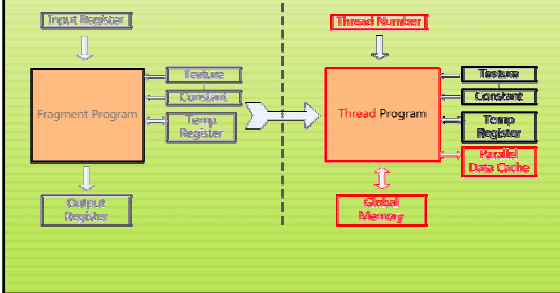 Input Register
Texture
Constant
Fragment Program
Temp
Register
Output
Register
Thread Number
Texture
Constant
Thread Program
Temp
Register
Parallel
Data Cache
Global
Memory